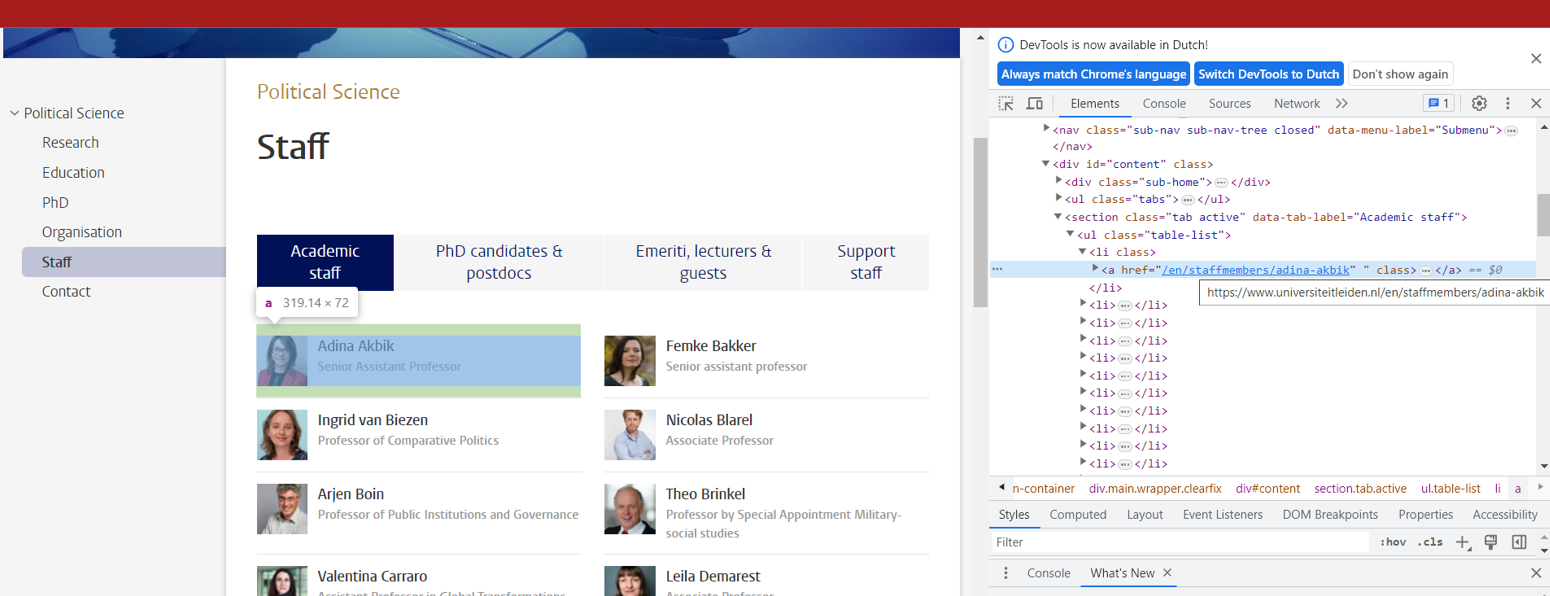 Political Science
Research
Education
PhD
Organisation
Staff
Contact
Political Science
Staff
Academic
staff
PhD candidates &
postdocs
Emeriti, lecturers &
guests
Support
staff
a 319.14 × 72
Adina Akbik
Senior Assistant Professor
Femke Bakker
Senior assistant professor
Ingrid van Biezen
Professor of Comparative Politics
Nicolas Blarel
Associate Professor
Arjen Boin
Professor of Public Institutions and Governance
Theo Brinkel
Professor by Special Appointment Military-
social studies
Valentina Carraro
Assistant Professor in Global Transformations
Leila Demarest
Associate Professor
DevTools is now available in Dutch!
Always match Chrome's language Switch DevTools to Dutch Don't show again
Elements Console Sources Network 1
<nav class="sub-nav sub-nav-tree closed" data-menu-label="Submenu">…
</nav>
<div id="content" class>
<div class="sub-home">…</div>
<ul class="tabs">…</ul>
<section class="tab active" data-tab-label="Academic staff">
<ul class="table-list">
<li class>
<a href="/en/staffmembers/adina-akbik" " class>…</a> == $0
</li>
https://www.universiteitleiden.nl/en/staffmembers/adina-akbik
<li>…</li>
<li>…</li>
<li>…</li>
<li>…</li>
<li>…</li>
<li>…</li>
<li>…</li>
<li>…</li>
<li>…</li>
<li>…</li>
n-container div.main.wrapper.clearfix div#content section.tab.active ul.table-list li a
Styles Computed Layout Event Listeners DOM Breakpoints Properties Accessibility
Filter :hov .cls
Console What's New